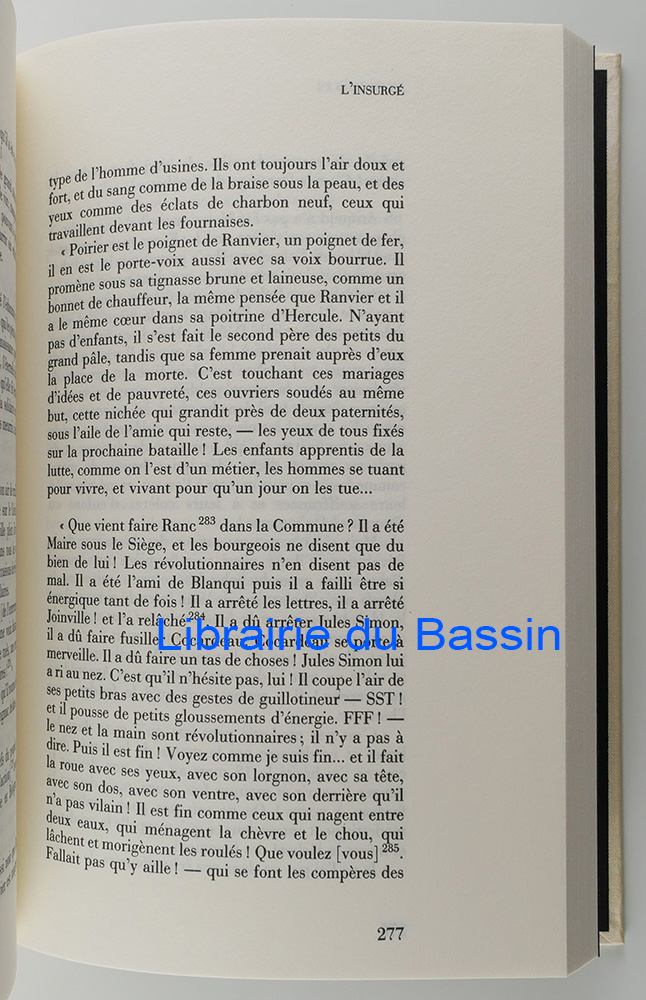 L'INSURGÉ
type de l'homme d'usines. Ils ont toujours l'air doux et
fort, et du sang comme de la braise sous la peau, et des
yeux comme des éclats de charbon neuf, ceux qui
travaillent devant les fournaises.
« Poirier est le poignet de Ranvier, un poignet de fer,
il en est le porte-voix aussi avec sa voix bourrue. Il
promène sous sa tignasse brune et laineuse, comme un
bonnet de chauffeur, la même pensée que Ranvier et il
a le même cœur dans sa poitrine d'Hercule. N'ayant
pas d'enfants, il s'est fait le second père des petits du
grand pâle, tandis que sa femme prenait auprès d'eux
la place de la morte. C'est touchant ces mariages
d'idées et de pauvreté, ces ouvriers soudés au même
but, cette nichée qui grandit près de deux paternités,
sous l'aile de l'amie qui reste, — les yeux de tous fixés
sur la prochaine bataille ! Les enfants apprentis de la
lutte, comme on l'est d'un métier, les hommes se tuant
pour vivre, et vivant pour qu'un jour on les tue...
« Que vient faire Ranc 283 dans la Commune ? Il a été
Maire sous le Siège, et les bourgeois ne disent que du
bien de lui ! Les révolutionnaires n'en disent pas de
mal. Il a été l'ami de Blanqui puis il a failli être si
énergique tant de fois ! Il a arrêté les lettres, il a arrêté
Joinville ! et l'a relâché 284. Il a dû arrêter Jules Simon,
il a dû faire fusiller Cocardeau. Cocardeau se porte à
merveille. Il a dû faire un tas de choses ! Jules Simon lui
a ri au nez. C'est qu'il n'hésite pas, lui ! Il coupe l'air de
ses petits bras avec des gestes de guillotineur — SST !
et il pousse de petits gloussements d'énergie. FFF ! —
le nez et la main sont révolutionnaires ; il n'y a pas à
dire. Puis il est fin ! Voyez comme je suis fin... et il fait
la roue avec ses yeux, avec son lorgnon, avec sa tête,
avec son dos, avec son ventre, avec son derrière qu'il
n'a pas vilain ! Il est fin comme ceux qui nagent entre
deux eaux, qui ménagent la chèvre et le chou, qui
lâchent et morigènent les roulés ! Que voulez [vous] 285.
Fallait pas qu'y aille ! — qui se font les compères des
277
Librairie du Bassin